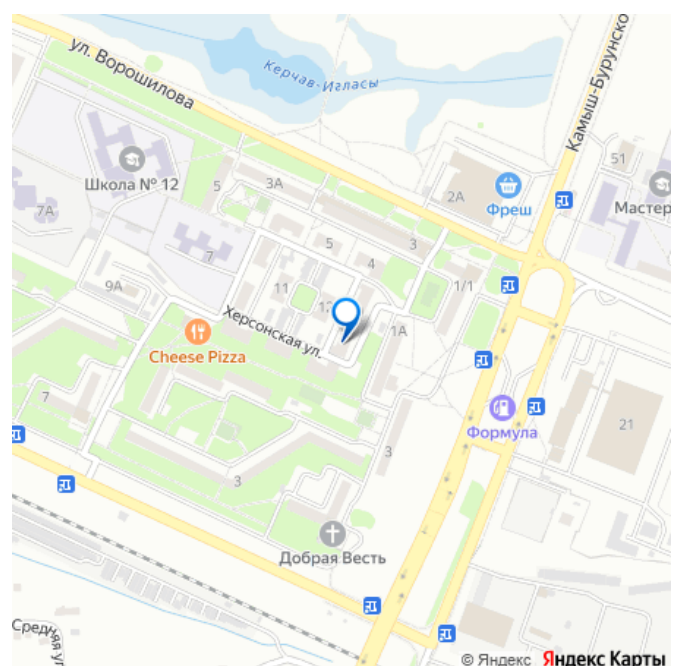 ул. Ворошилова
Керчав-Игласы
Камыш-Бурунско
51
Школа № 12
5
3А
2А
Фреш
Мастер
7А
7
5
3
4
9А
11
12
1/1
Херсонская ул.
1А
Cheese Pizza
7
Формула
21
3
3
Добрая Весть
Средняя ул
© Яндекс Яндекс Карты